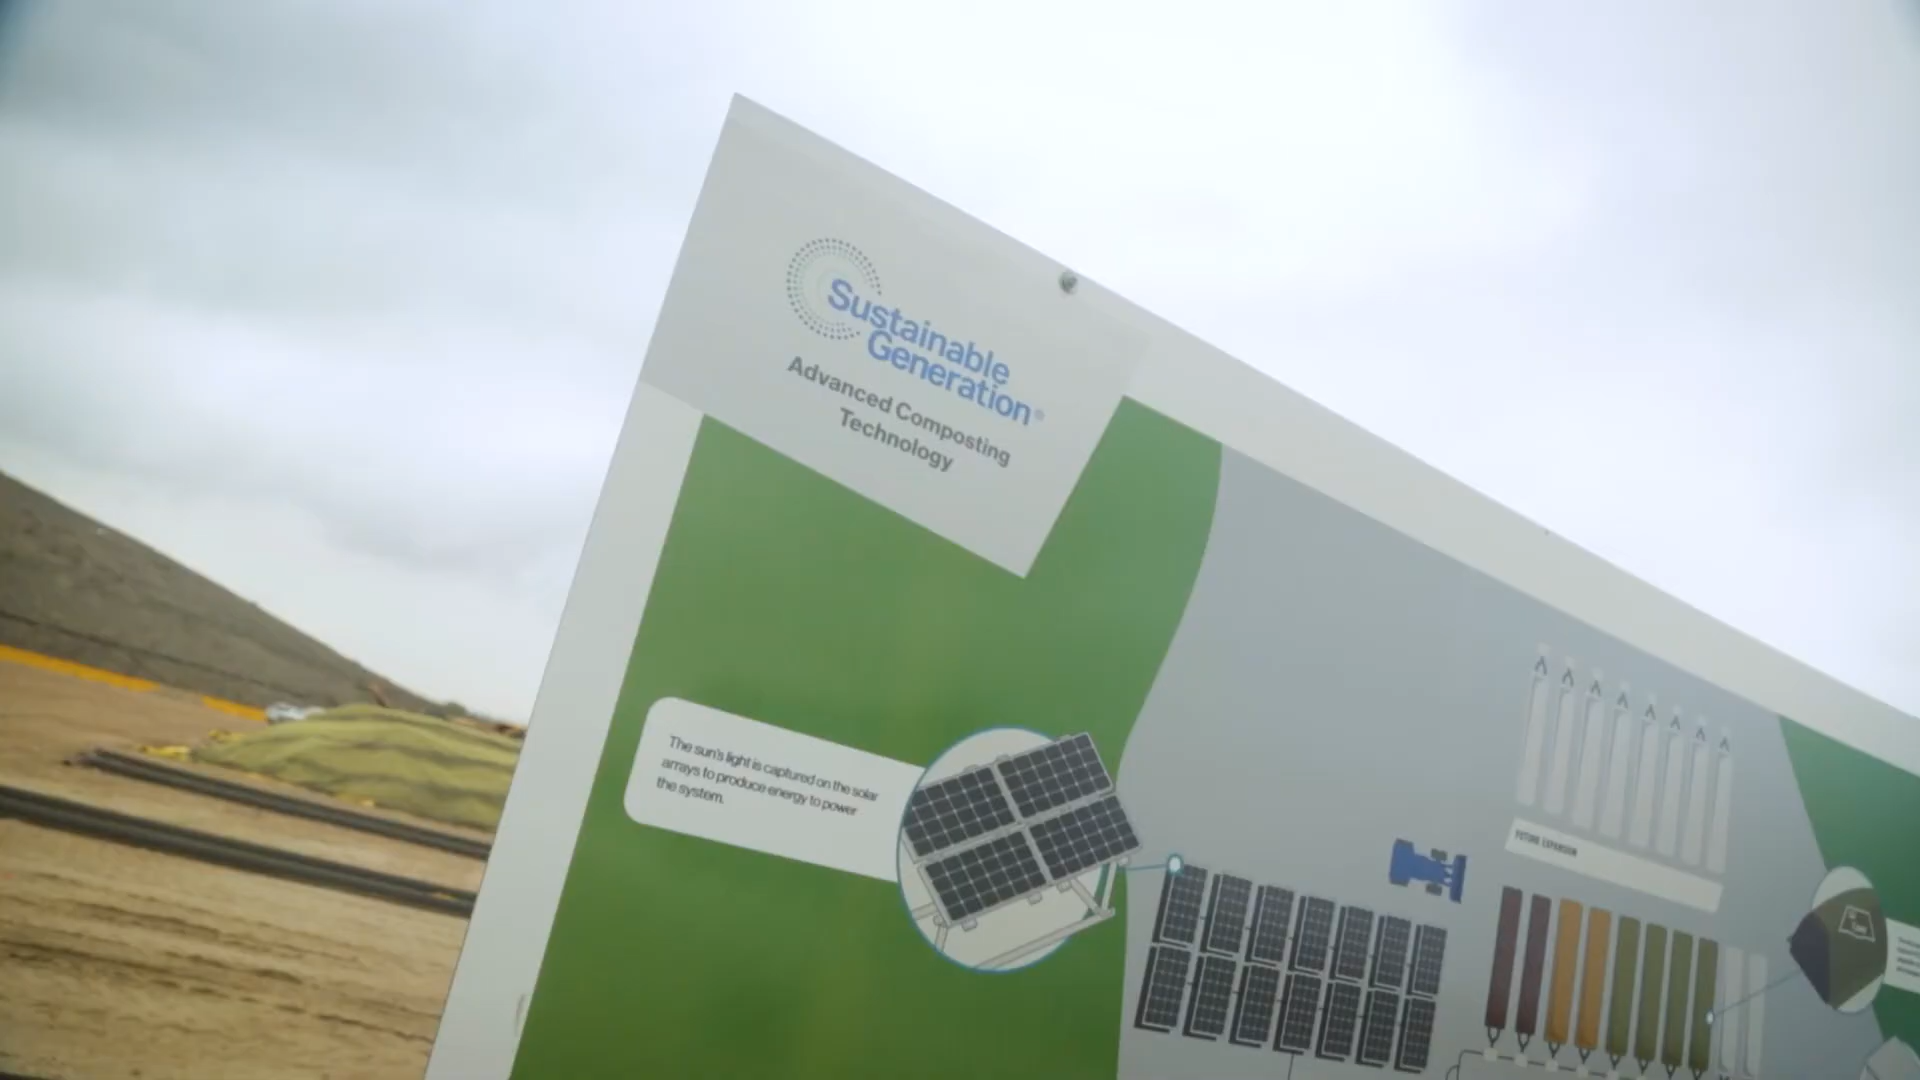 Sustainable
Generation®
Advanced Composting
Technology
The sun's light is captured on the solar
arrays to produce energy to power
the system.
FUTURE EXPANSION